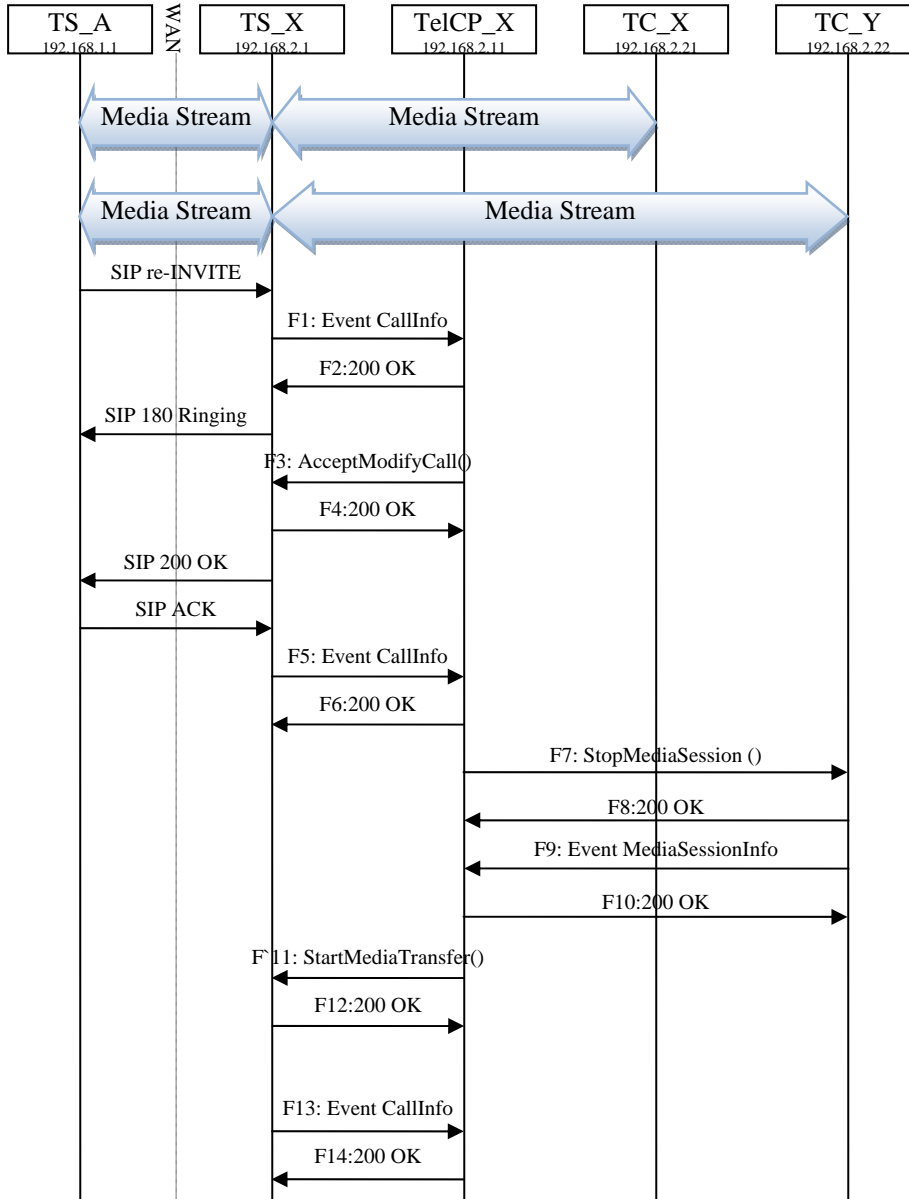 TS_A
192.168.1.1
WAN
TS_X
192.168.2.1
TelCP_X
192.168.2.11
TC_X
192.168.2.21
TC_Y
192.168.2.22
Media Stream
Media Stream
Media Stream
Media Stream
SIP re-INVITE
F1: Event CallInfo
F2:200 OK
SIP 180 Ringing
F3: AcceptModifyCall()
F4:200 OK
SIP 200 OK
SIP ACK
F5: Event CallInfo
F6:200 OK
F7: StopMediaSession ()
F8:200 OK
F9: Event MediaSessionInfo
F10:200 OK
F`11: StartMediaTransfer()
F12:200 OK
F13: Event CallInfo
F14:200 OK